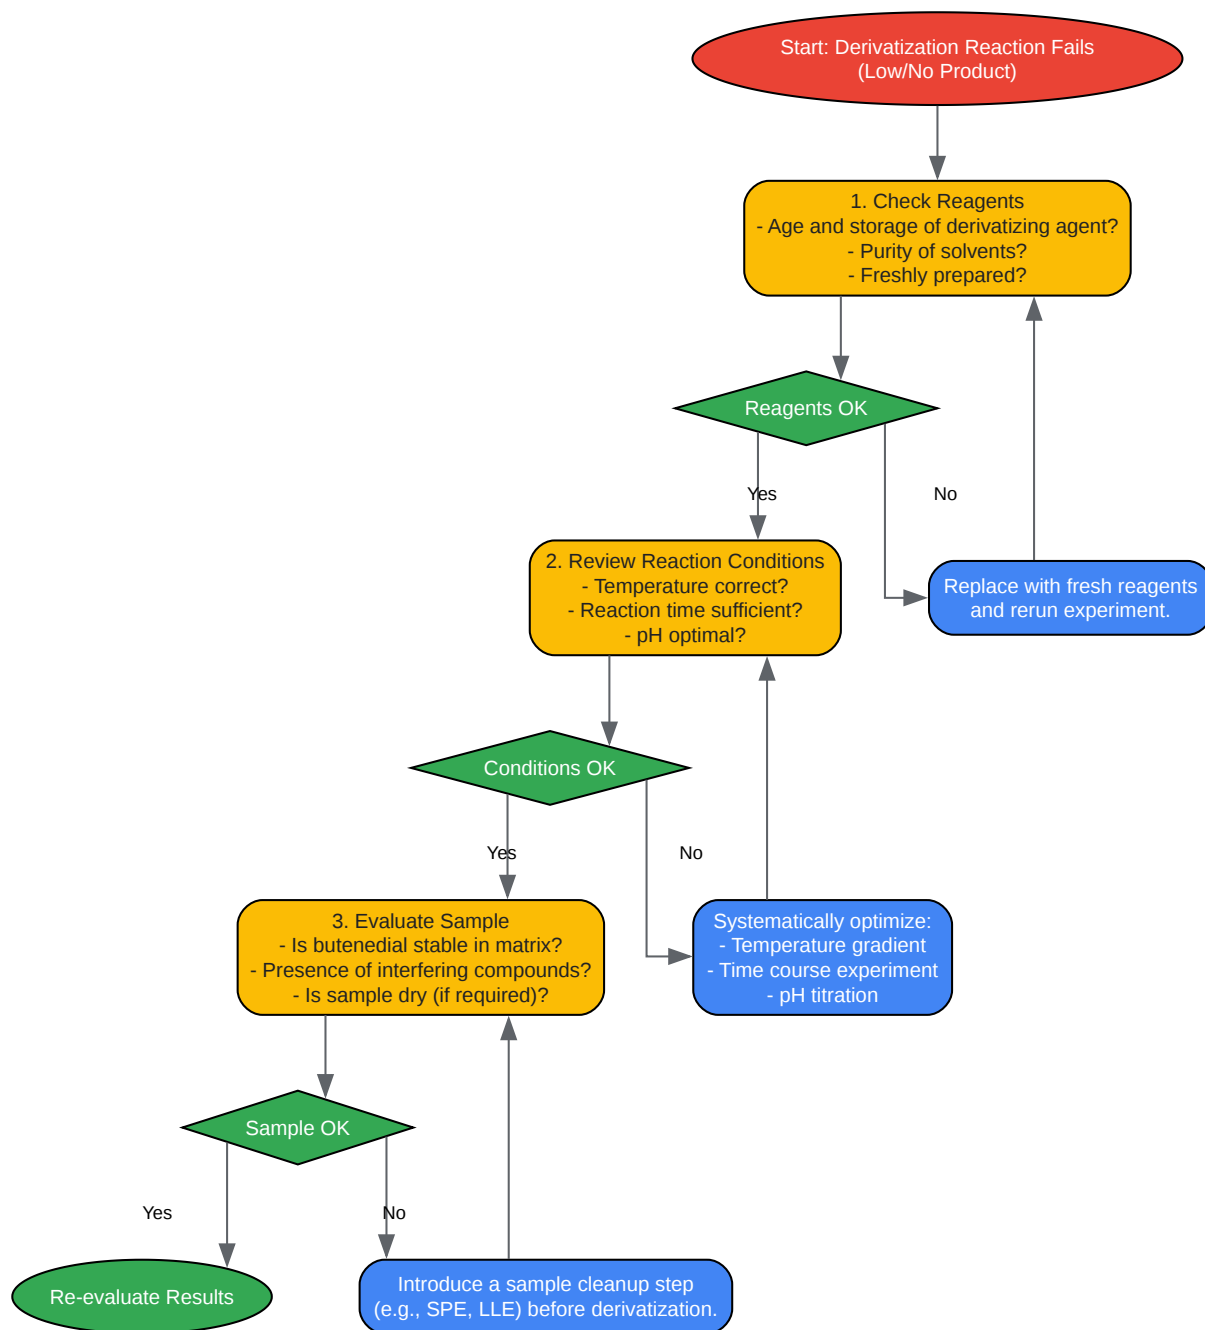 Start: Derivatization Reaction Fails
(Low/No Product)
1. Check Reagents
- Age and storage of derivatizing agent?
- Purity of solvents?
- Freshly prepared?
Reagents OK
Yes
No
2. Review Reaction Conditions
- Temperature correct?
- Reaction time sufficient?
- pH optimal?
Replace with fresh reagents
and rerun experiment.
Conditions OK
Yes
No
3. Evaluate Sample
- Is butenedial stable in matrix?
- Presence of interfering compounds?
- Is sample dry (if required)?
Systematically optimize:
- Temperature gradient
- Time course experiment
- pH titration
Sample OK
Yes
No
Re-evaluate Results
Introduce a sample cleanup step
(e.g., SPE, LLE) before derivatization.